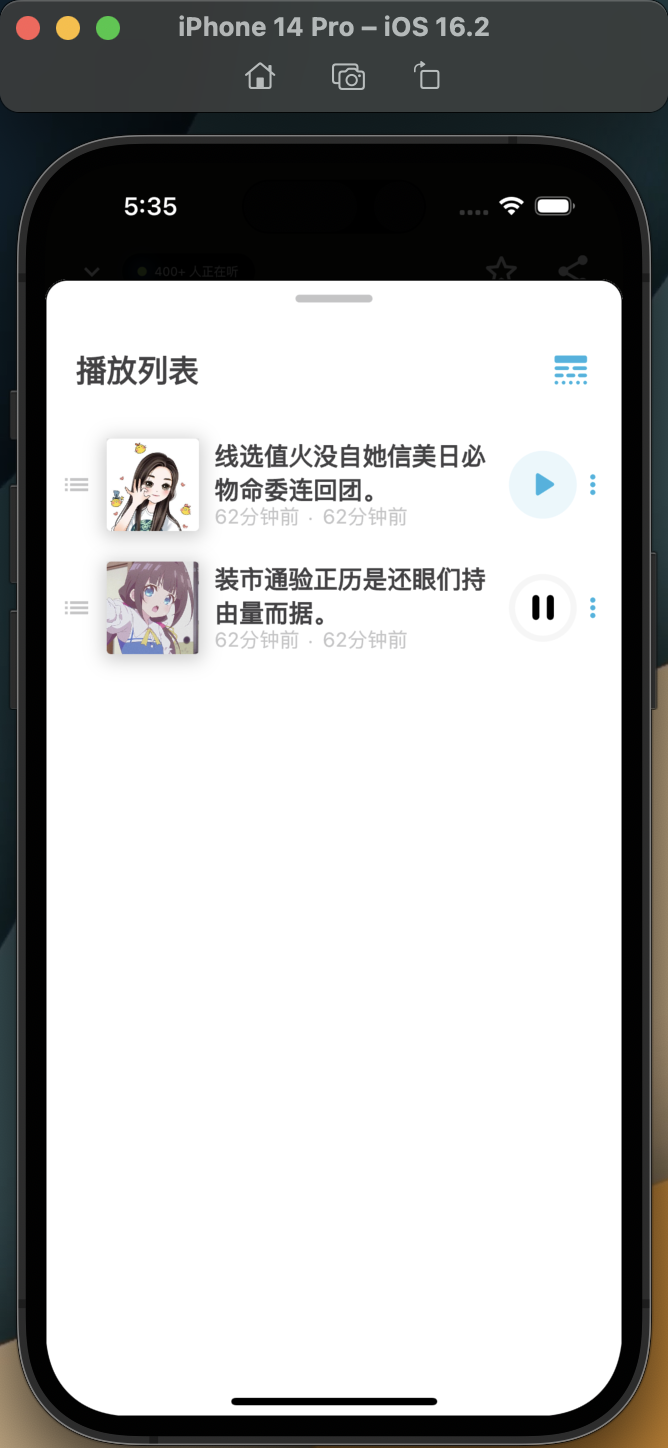 iPhone 14 Pro – iOS 16.2
5:35
400+ 人正在听
播放列表
线选值火没自她信美日必
物命委连回团。
62分钟前 · 62分钟前
装市通验正历是还眼们持
由量而据。
62分钟前 · 62分钟前